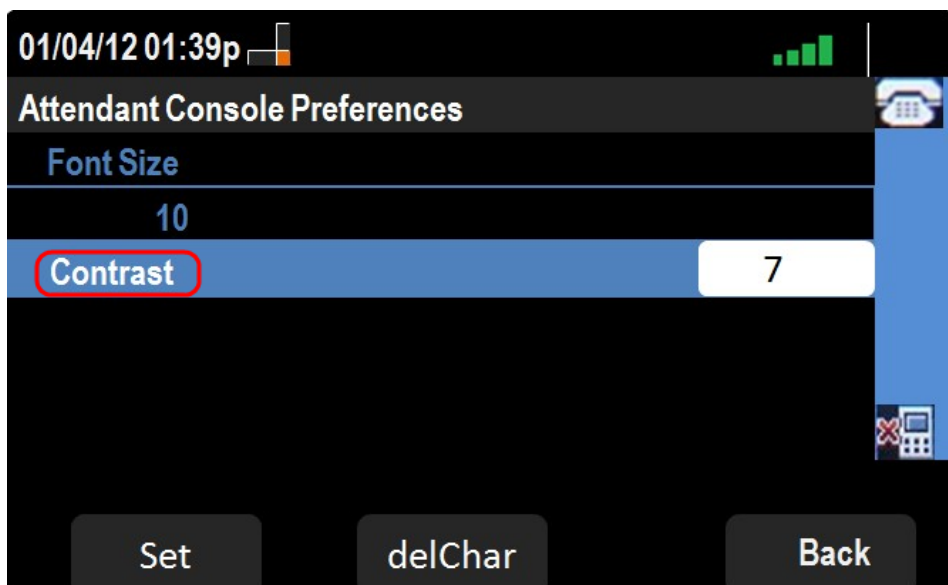 01/04/12 01:39p
Attendant Console Preferences
Font Size
10
Contrast 7
Set delChar Back